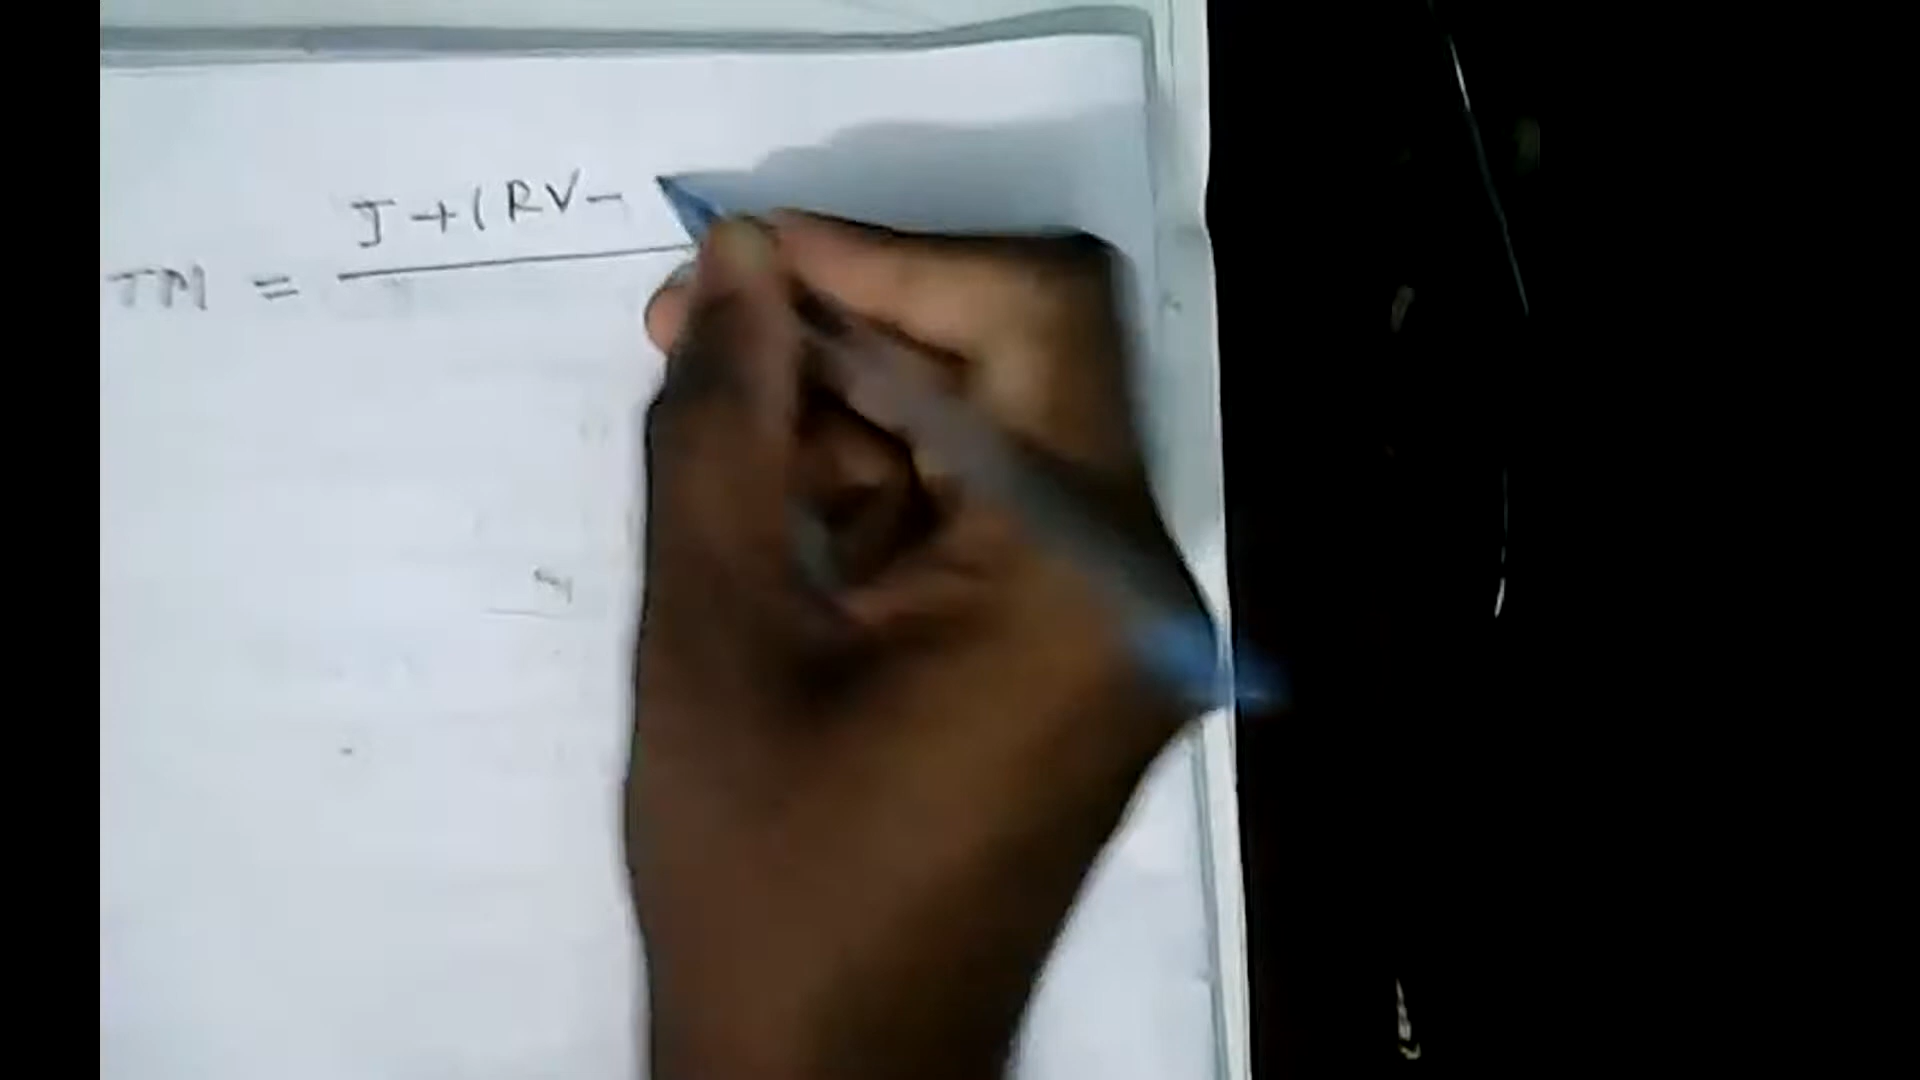 J+(RV-
TM =